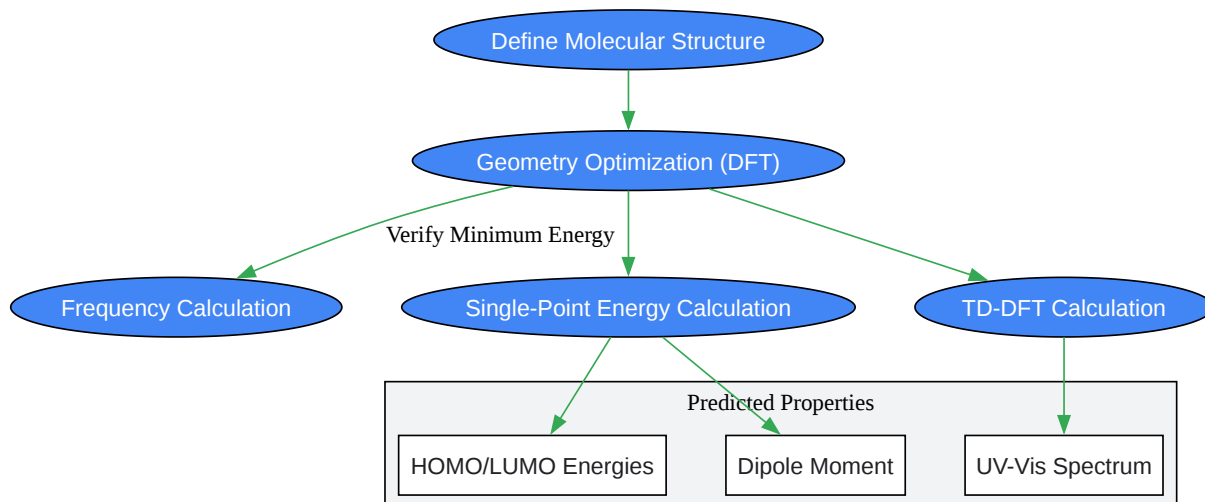 Define Molecular Structure
Geometry Optimization (DFT)
Verify Minimum Energy
Frequency Calculation
Single-Point Energy Calculation
TD-DFT Calculation
Predicted Properties
HOMO/LUMO Energies
Dipole Moment
UV-Vis Spectrum